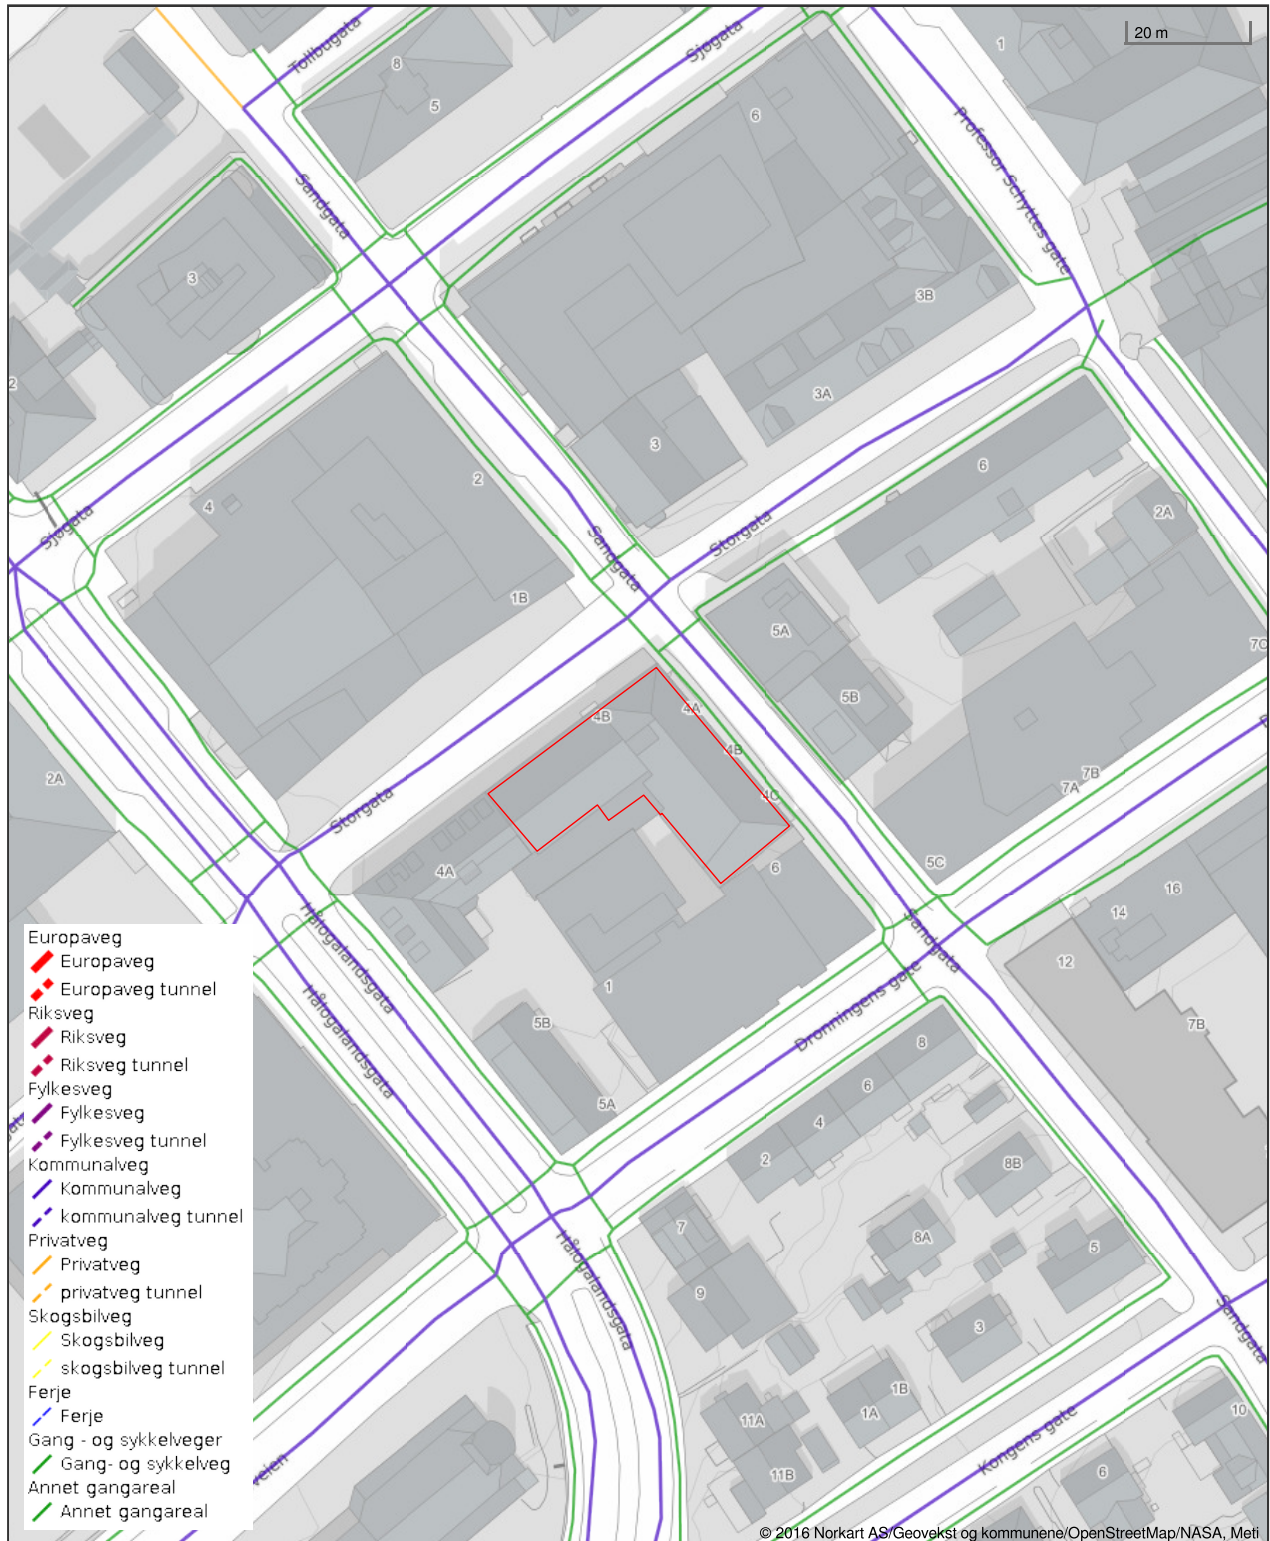 20 m
Tollbugata
8
5
Sjøgata
1
6
Professor Schyttes gate
Sandgata
3
3B
2
3A
3
2
4
6
Sjøgata
2A
Storgata
Sandgata
1B
5A
7C
5B
4B
4A
4B
2A
7B
7A
4C
Storgata
5C
6
4A
16
14
Hålogalandsgata
Sandgata
12
1
Dronningens gate
7B
Hålogalandsgata
5B
8
6
5A
4
2
8B
7
8A
5
Hålogalandsgata
9
3
Sandgata
1B
1A
11A
10
Kongens gate
11B
6
veien
Europaveg
Europaveg
Europaveg tunnel
Riksveg
Riksveg
Riksveg tunnel
Fylkesveg
Fylkesveg
Fylkesveg tunnel
Kommunalveg
Kommunalveg
kommunalveg tunnel
Privatveg
Privatveg
privatveg tunnel
Skogsbilveg
Skogsbilveg
skogsbilveg tunnel
Ferje
Ferje
Gang - og sykkelveger
Gang- og sykkelveg
Annet gangareal
Annet gangareal
© 2016 Norkart AS/Geovekst og kommunene/OpenStreetMap/NASA, Meti